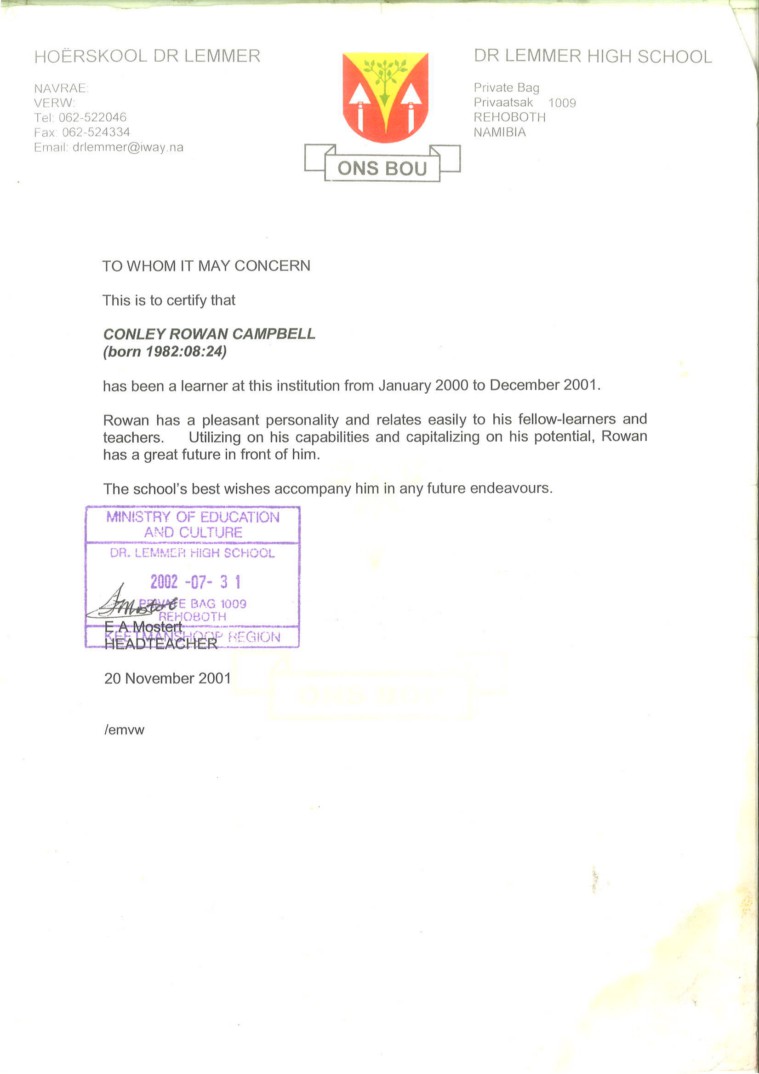 HOËRSKOOL DR LEMMER
NAVRAE:
VERW:
Tel: 062-522046
Fax: 062-524334
Email: drlemmer@iway.na
ONS BOU
DR LEMMER HIGH SCHOOL
Private Bag
Privaatsak 1009
REHOBOTH
NAMIBIA
TO WHOM IT MAY CONCERN
This is to certify that
CONLEY ROWAN CAMPBELL
(born 1982:08:24)
has been a learner at this institution from January 2000 to December 2001.
Rowan has a pleasant personality and relates easily to his fellow-learners and
teachers. Utilizing on his capabilities and capitalizing on his potential, Rowan
has a great future in front of him.
The school's best wishes accompany him in any future endeavours.
MINISTRY OF EDUCATION
AND CULTURE
DR. LEMMER HIGH SCHOOL
2002 -07- 3 1
PRIVATE BAG 1009
REHOBOTH
KEETMANSHOOP REGION
E.A Mostert
HEADTEACHER
20 November 2001
/emvw